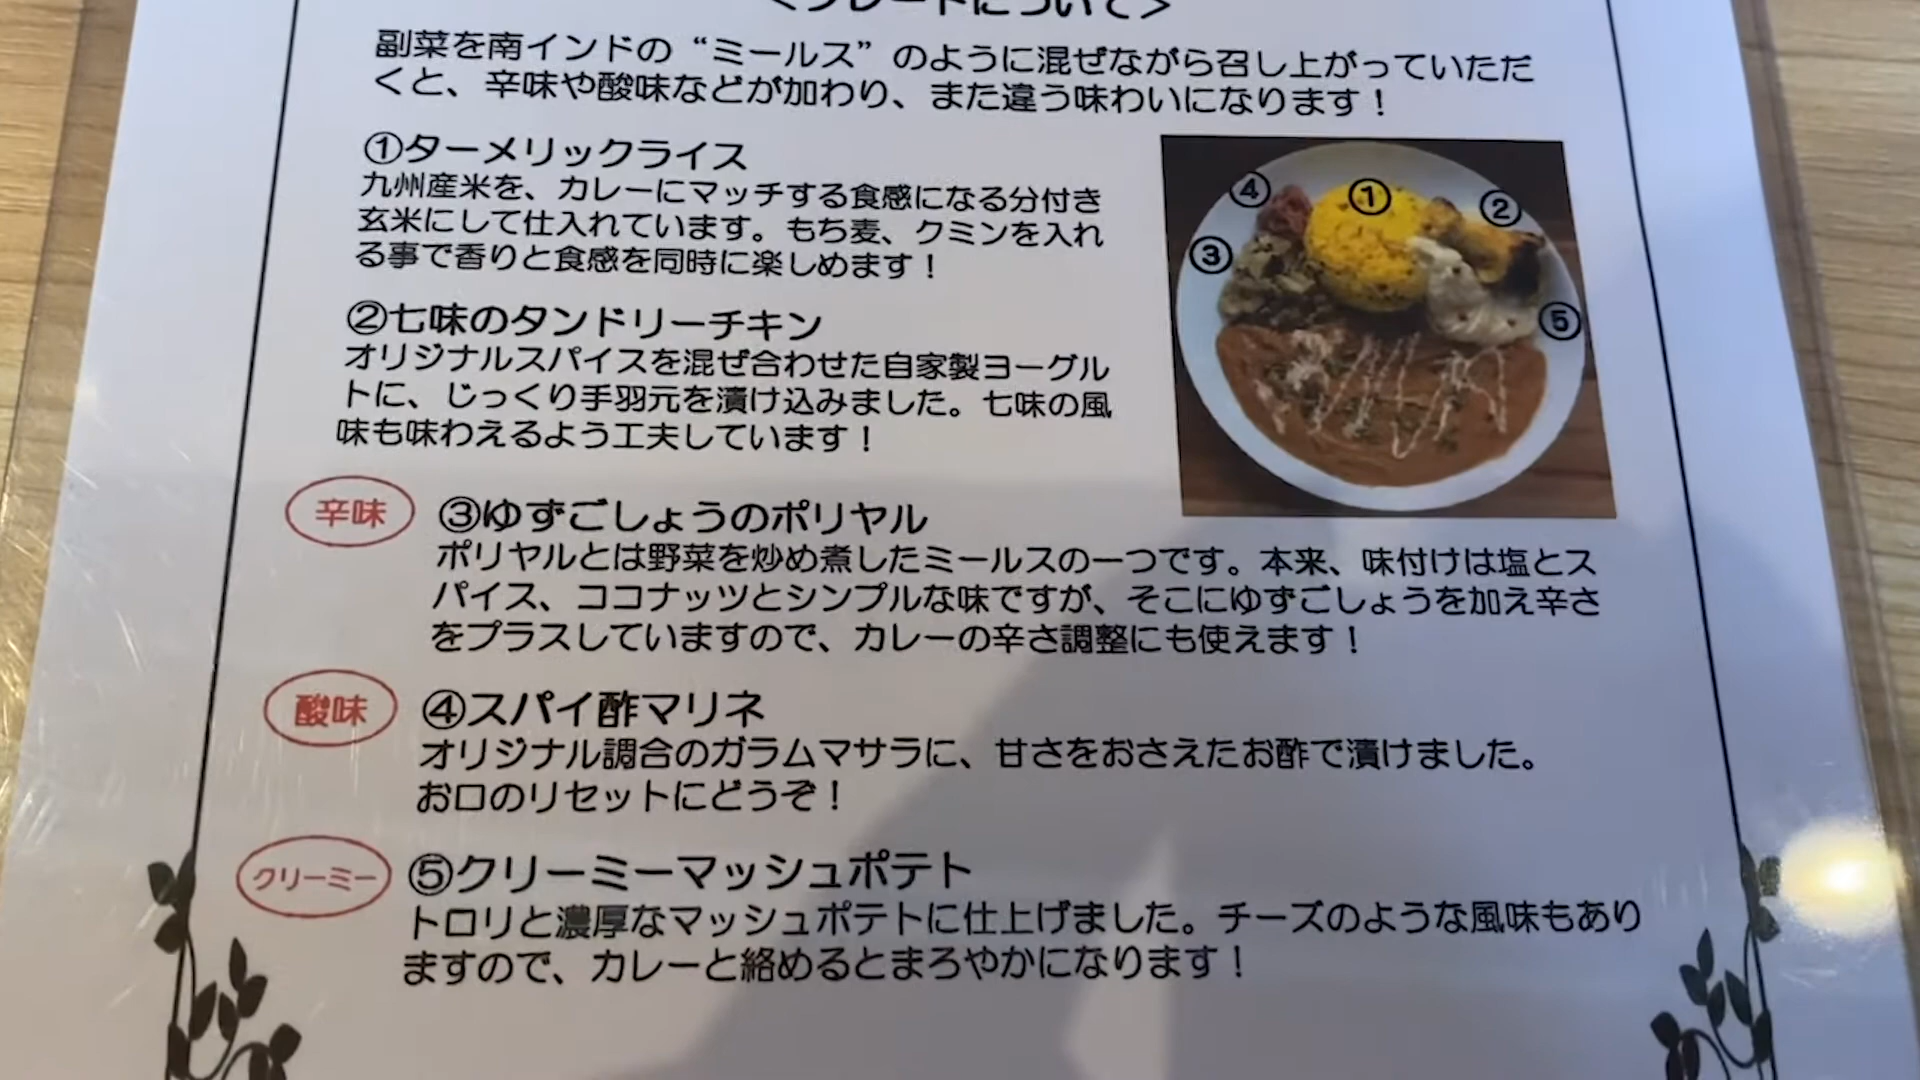 <プレートについて>
副菜を南インドの“ミールス”のように混ぜながら召し上がっていただ
くと、辛味や酸味などが加わり、また違う味わいになります！
①ターメリックライス
九州産米を、カレーにマッチする食感になる分付き
玄米にして仕入れています。もち麦、クミンを入れ
る事で香りと食感を同時に楽しめます！
②七味のタンドリーチキン
オリジナルスパイスを混ぜ合わせた自家製ヨーグル
トに、じっくり手羽元を漬け込みました。七味の風
味も味わえるよう工夫しています！
④ ① ②
③ ⑤
辛味 ③ゆずごしょうのポリヤル
ポリヤルとは野菜を炒め煮したミールスの一つです。本来、味付けは塩とス
パイス、ココナッツとシンプルな味ですが、そこにゆずごしょうを加え辛さ
をプラスしていますので、カレーの辛さ調整にも使えます！
酸味 ④スパイ酢マリネ
オリジナル調合のガラムマサラに、甘さをおさえたお酢で漬けました。
お口のリセットにどうぞ！
クリーミー ⑤クリーミーマッシュポテト
トロリと濃厚なマッシュポテトに仕上げました。チーズのような風味もあり
ますので、カレーと絡めるとまろやかになります！